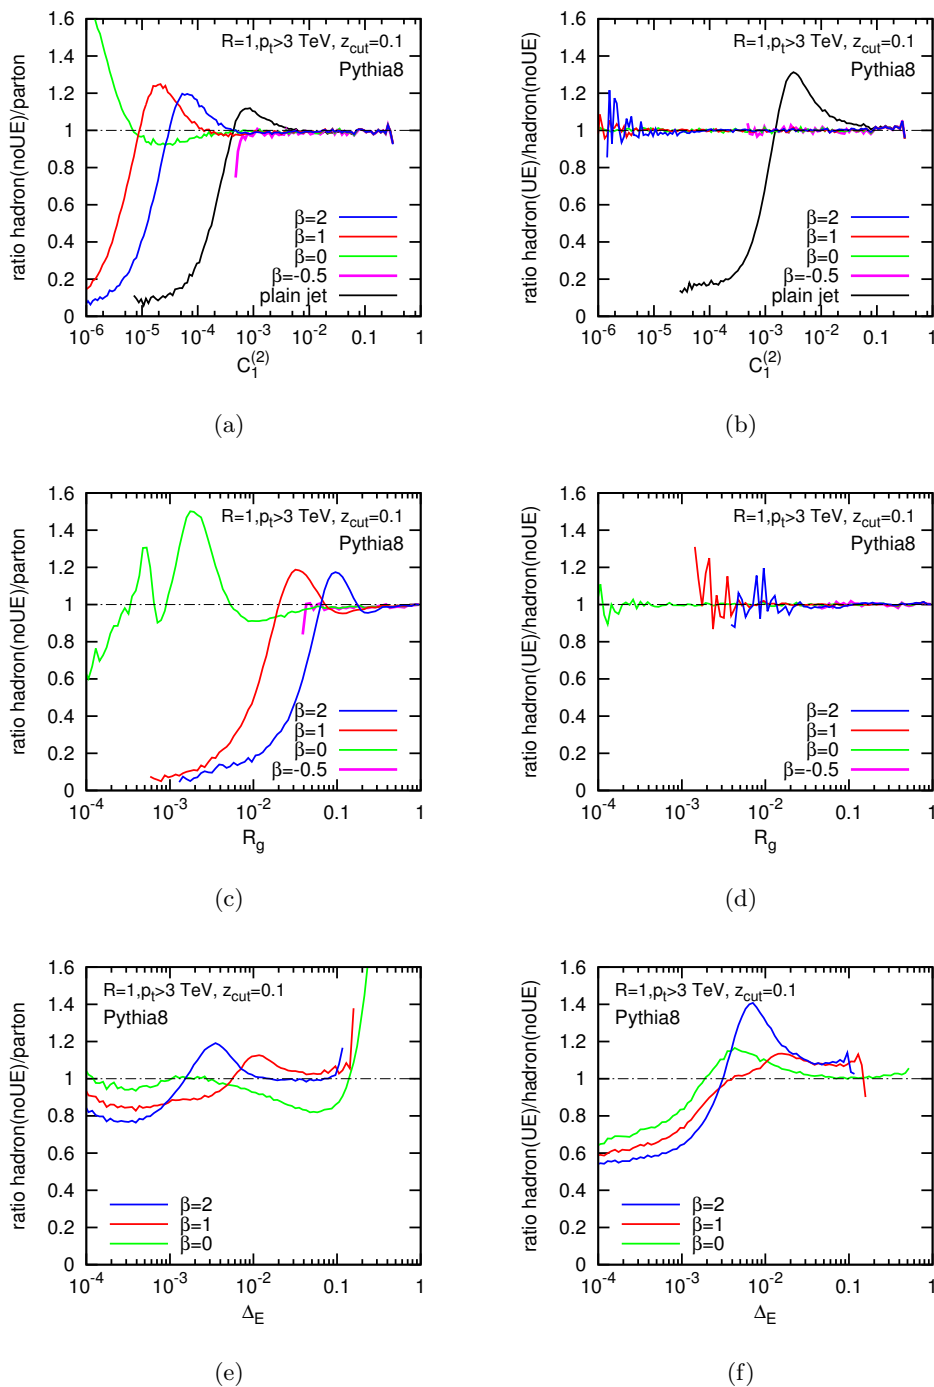 ratio hadron(noUE)/parton
1.6
1.4
1.2
1
0.8
0.6
0.4
0.2
0
R=1,pt>3 TeV, zcut=0.1
Pythia8
β=2
β=1
β=0
β=-0.5
plain jet
10-6 10-5 10-4 10-3 10-2 0.1 1
C1(2)
(a)
ratio hadron(UE)/hadron(noUE)
1.6
1.4
1.2
1
0.8
0.6
0.4
0.2
0
R=1,pt>3 TeV, zcut=0.1
Pythia8
β=2
β=1
β=0
β=-0.5
plain jet
10-6 10-5 10-4 10-3 10-2 0.1 1
C1(2)
(b)
ratio hadron(noUE)/parton
1.6
1.4
1.2
1
0.8
0.6
0.4
0.2
0
R=1,pt>3 TeV, zcut=0.1
Pythia8
β=2
β=1
β=0
β=-0.5
10-4 10-3 10-2 0.1 1
Rg
(c)
ratio hadron(UE)/hadron(noUE)
1.6
1.4
1.2
1
0.8
0.6
0.4
0.2
0
R=1,pt>3 TeV, zcut=0.1
Pythia8
β=2
β=1
β=0
β=-0.5
10-4 10-3 10-2 0.1 1
Rg
(d)
ratio hadron(noUE)/parton
1.6
1.4
1.2
1
0.8
0.6
0.4
0.2
0
R=1,pt>3 TeV, zcut=0.1
Pythia8
β=2
β=1
β=0
10-4 10-3 10-2 0.1 1
ΔE
(e)
ratio hadron(UE)/hadron(noUE)
1.6
1.4
1.2
1
0.8
0.6
0.4
0.2
0
R=1,pt>3 TeV, zcut=0.1
Pythia8
β=2
β=1
β=0
10-4 10-3 10-2 0.1 1
ΔE
(f)